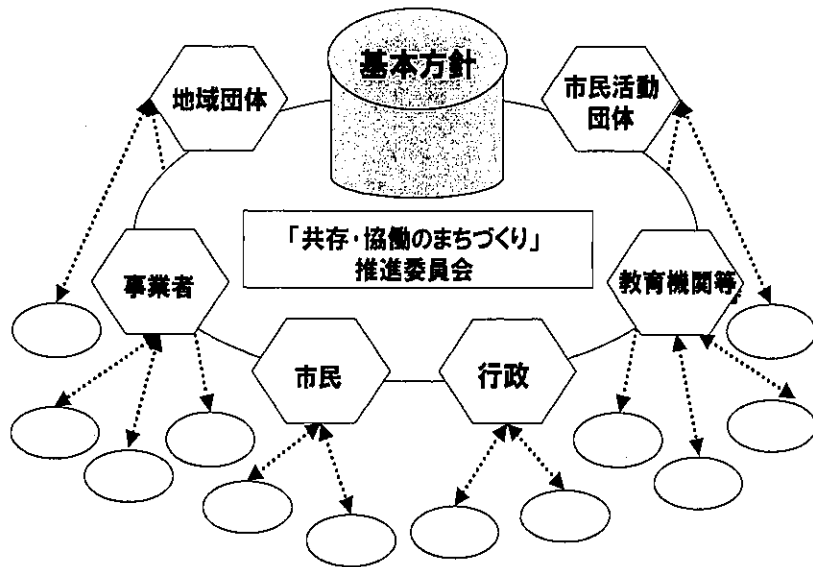 基本方針
地域団体
市民活動
団体
「共存・協働のまちづくり」
推進委員会
事業者
教育機関等
市民
行政